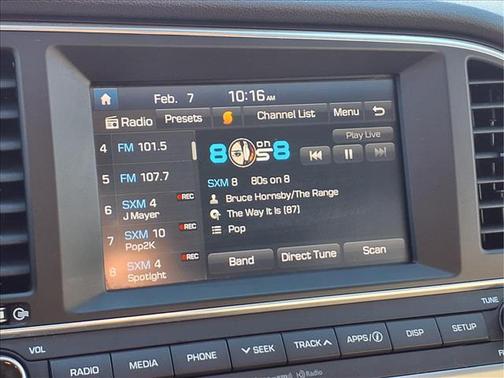 Feb. 7 10:16 AM
Radio Presets Channel List Menu
4 FM 101.5
5 FM 107.7
6 SXM 4 REC
J Mayer
7 SXM 10 REC
Pop2K
8 SXM 4 REC
Spotlight
Play Live
80s on 8
SXM 8 80s on 8
Bruce Hornsby/The Range
The Way It Is (87)
Pop
Band Direct Tune Scan
VOL TUNE
RADIO MEDIA PHONE SEEK TRACK APPS/i DISP SETUP
HD Radio